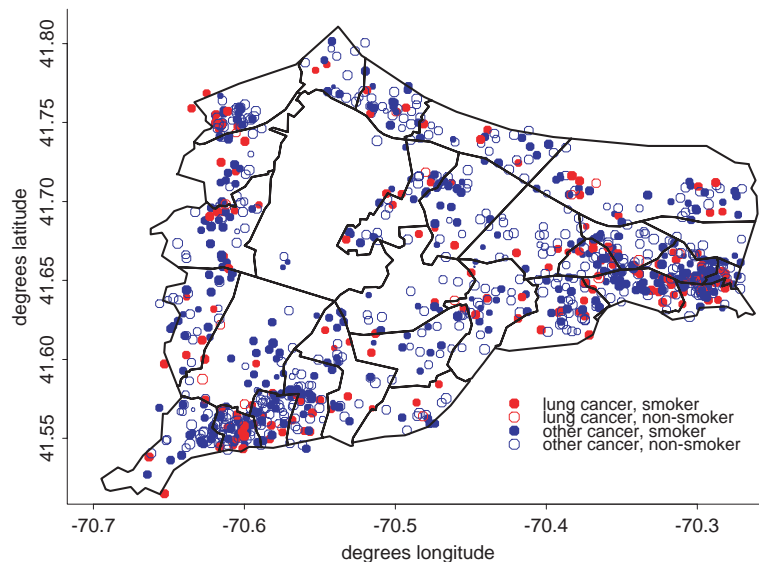 41.80
41.75
41.70
41.65
41.60
41.55
degrees latitude
lung cancer, smoker
lung cancer, non-smoker
other cancer, smoker
other cancer, non-smoker
-70.7 -70.6 -70.5 -70.4 -70.3
degrees longitude